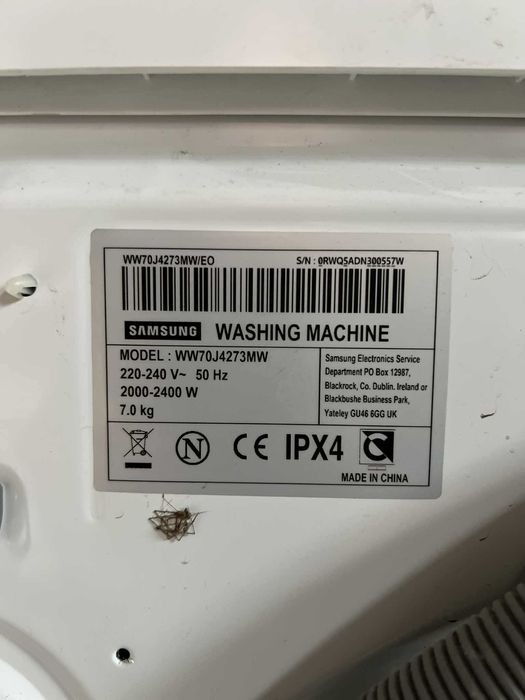 WW70J4273MW/EO S/N : 0RWQ5ADN300557W
SAMSUNG WASHING MACHINE
MODEL : WW70J4273MW
220-240 V~ 50 Hz
2000-2400 W
7.0 kg
Samsung Electronics Service
Department PO Box 12987,
Blackrock, Co. Dublin. Ireland or
Blackbushe Business Park,
Yateley GU46 6GG UK
N CE IPX4
MADE IN CHINA